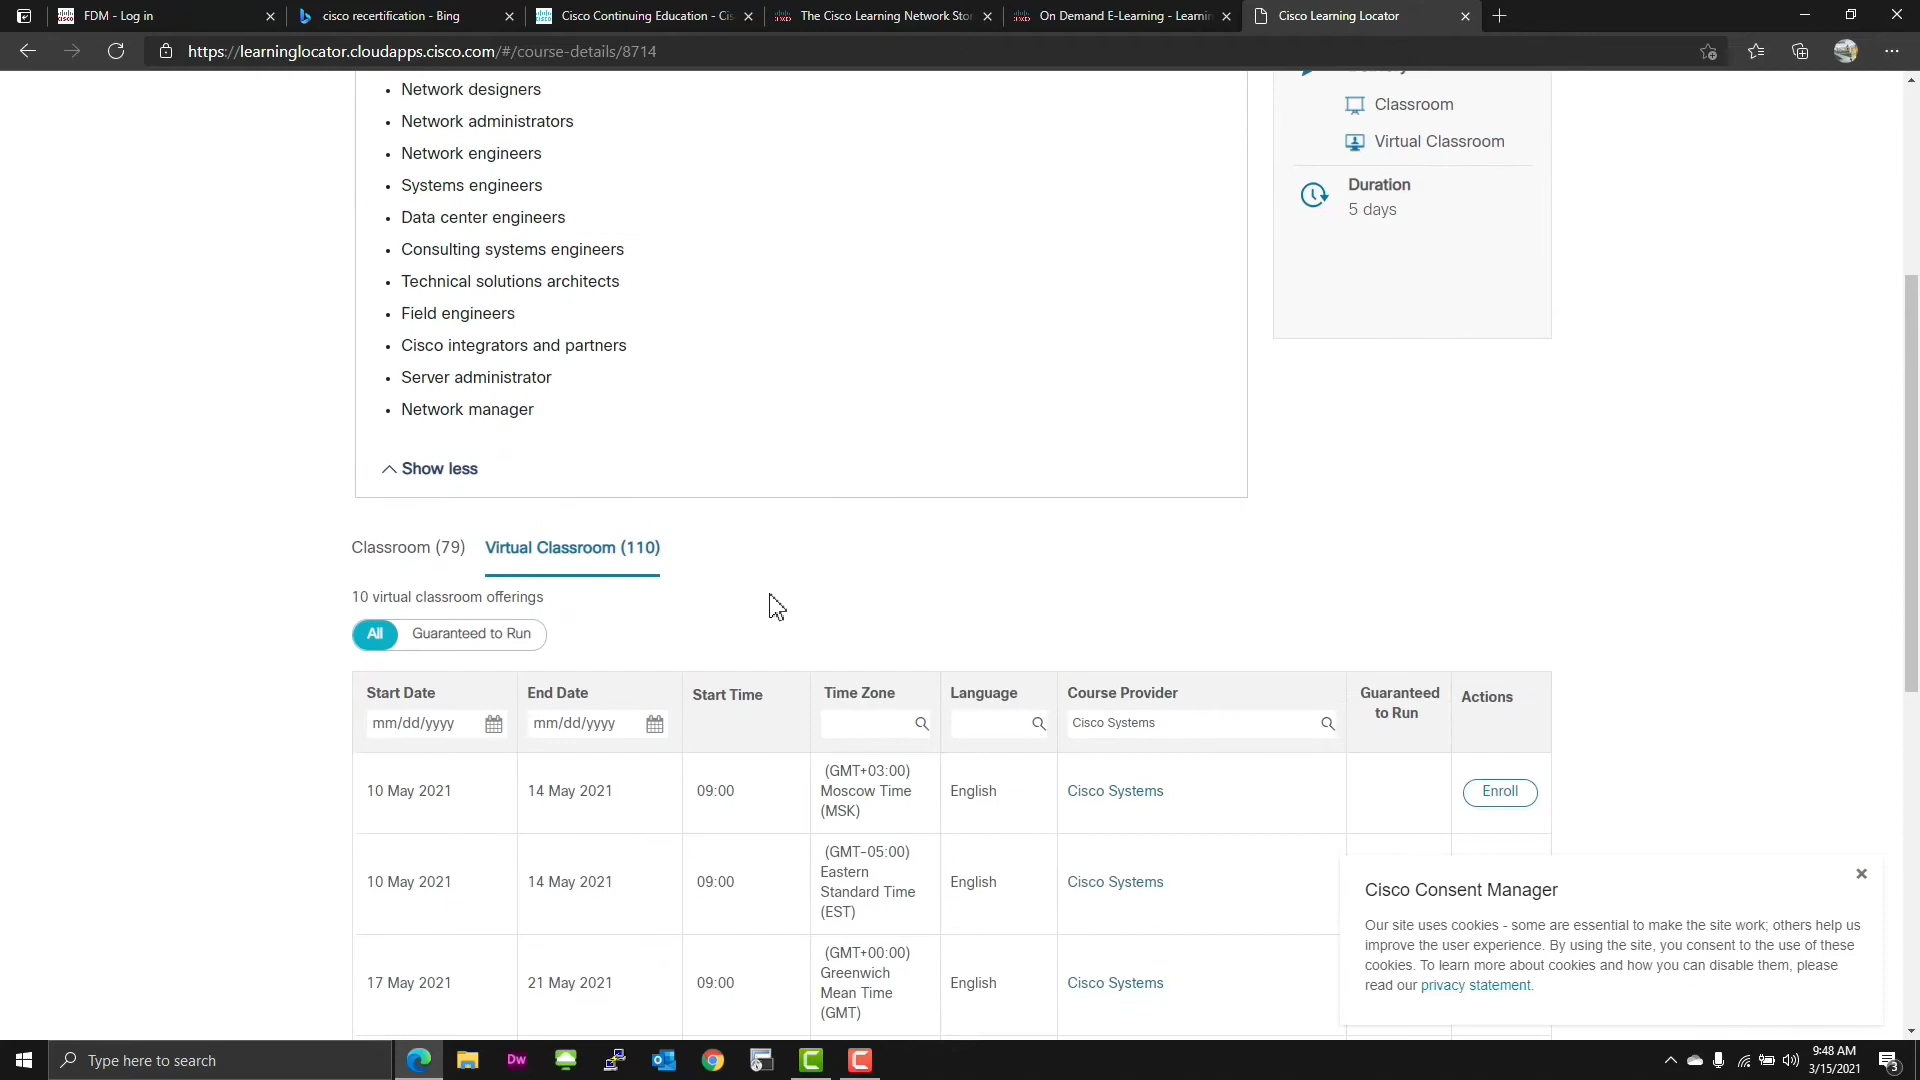 FDM - Log in
cisco recertification - Bing
Cisco Continuing Education - Cis
The Cisco Learning Network Stor
On Demand E-Learning - Learnin
Cisco Learning Locator
https://learninglocator.cloudapps.cisco.com/#/course-details/8714
Network designers
Network administrators
Network engineers
Systems engineers
Data center engineers
Consulting systems engineers
Technical solutions architects
Field engineers
Cisco integrators and partners
Server administrator
Network manager
Show less
Classroom
Virtual Classroom
Duration
5 days
Classroom (79) Virtual Classroom (110)
10 virtual classroom offerings
All Guaranteed to Run
Start Date End Date Start Time Time Zone Language Course Provider Guaranteed to Run Actions
mm/dd/yyyy mm/dd/yyyy Cisco Systems
10 May 2021 14 May 2021 09:00 (GMT+03:00) Moscow Time (MSK) English Cisco Systems Enroll
10 May 2021 14 May 2021 09:00 (GMT-05:00) Eastern Standard Time (EST) English Cisco Systems
17 May 2021 21 May 2021 09:00 (GMT+00:00) Greenwich Mean Time (GMT) English Cisco Systems
Cisco Consent Manager
Our site uses cookies - some are essential to make the site work; others help us
improve the user experience. By using the site, you consent to the use of these
cookies. To learn more about cookies and how you can disable them, please
read our privacy statement.
Type here to search
Dw
9:48 AM
3/15/2021
3